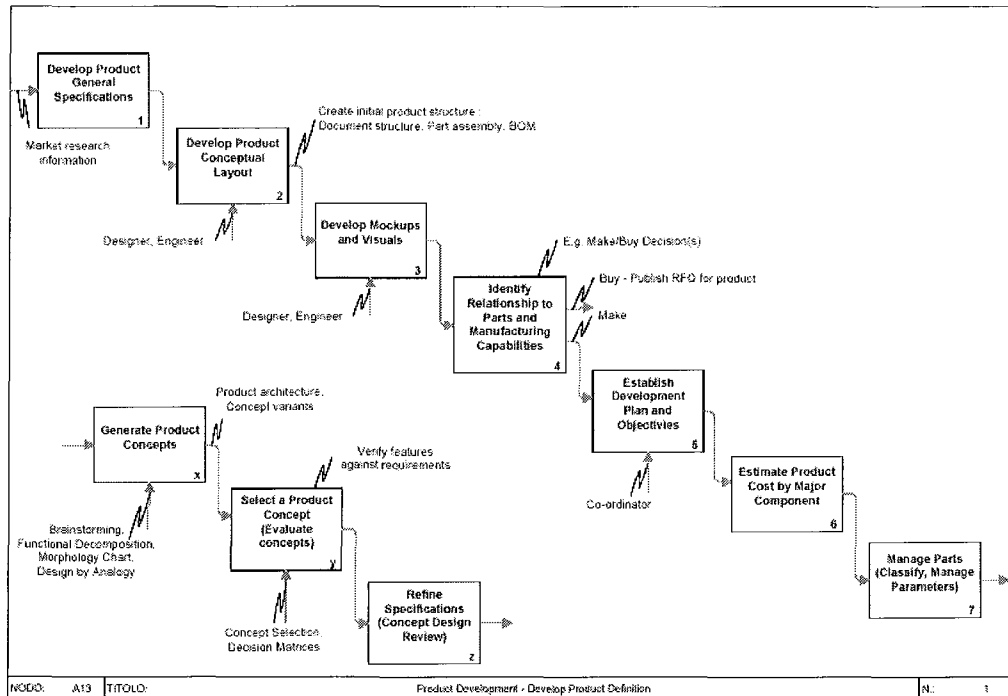 Develop Product
General
Specifications
1
Market research
information
Develop Product
Conceptual
Layout
2
Create initial product structure :
Document structure, Part assembly, BOM
Designer, Engineer
Develop Mockups
and Visuals
3
Designer, Engineer
E.g. Make/Buy Decision(s)
Identify
Relationship to
Parts and
Manufacturing
Capabilities
4
Buy - Publish RFQ for product
Make
Establish
Development
Plan and
Objectivies
5
Co-ordinator
Estimate Product
Cost by Major
Component
6
Manage Parts
(Classify, Manage
Parameters)
7
Generate Product
Concepts
x
Product architecture,
Concept variants
Brainstorming,
Functional Decomposition,
Morphology Chart,
Design by Analogy
Select a Product
Concept
(Evaluate
concepts)
y
Verify features
against requirements
Concept Selection,
Decision Matrices
Refine
Specifications
(Concept Design
Review)
z
NODO: A13 TITOLO: Product Development - Develop Product Definition N.: 1